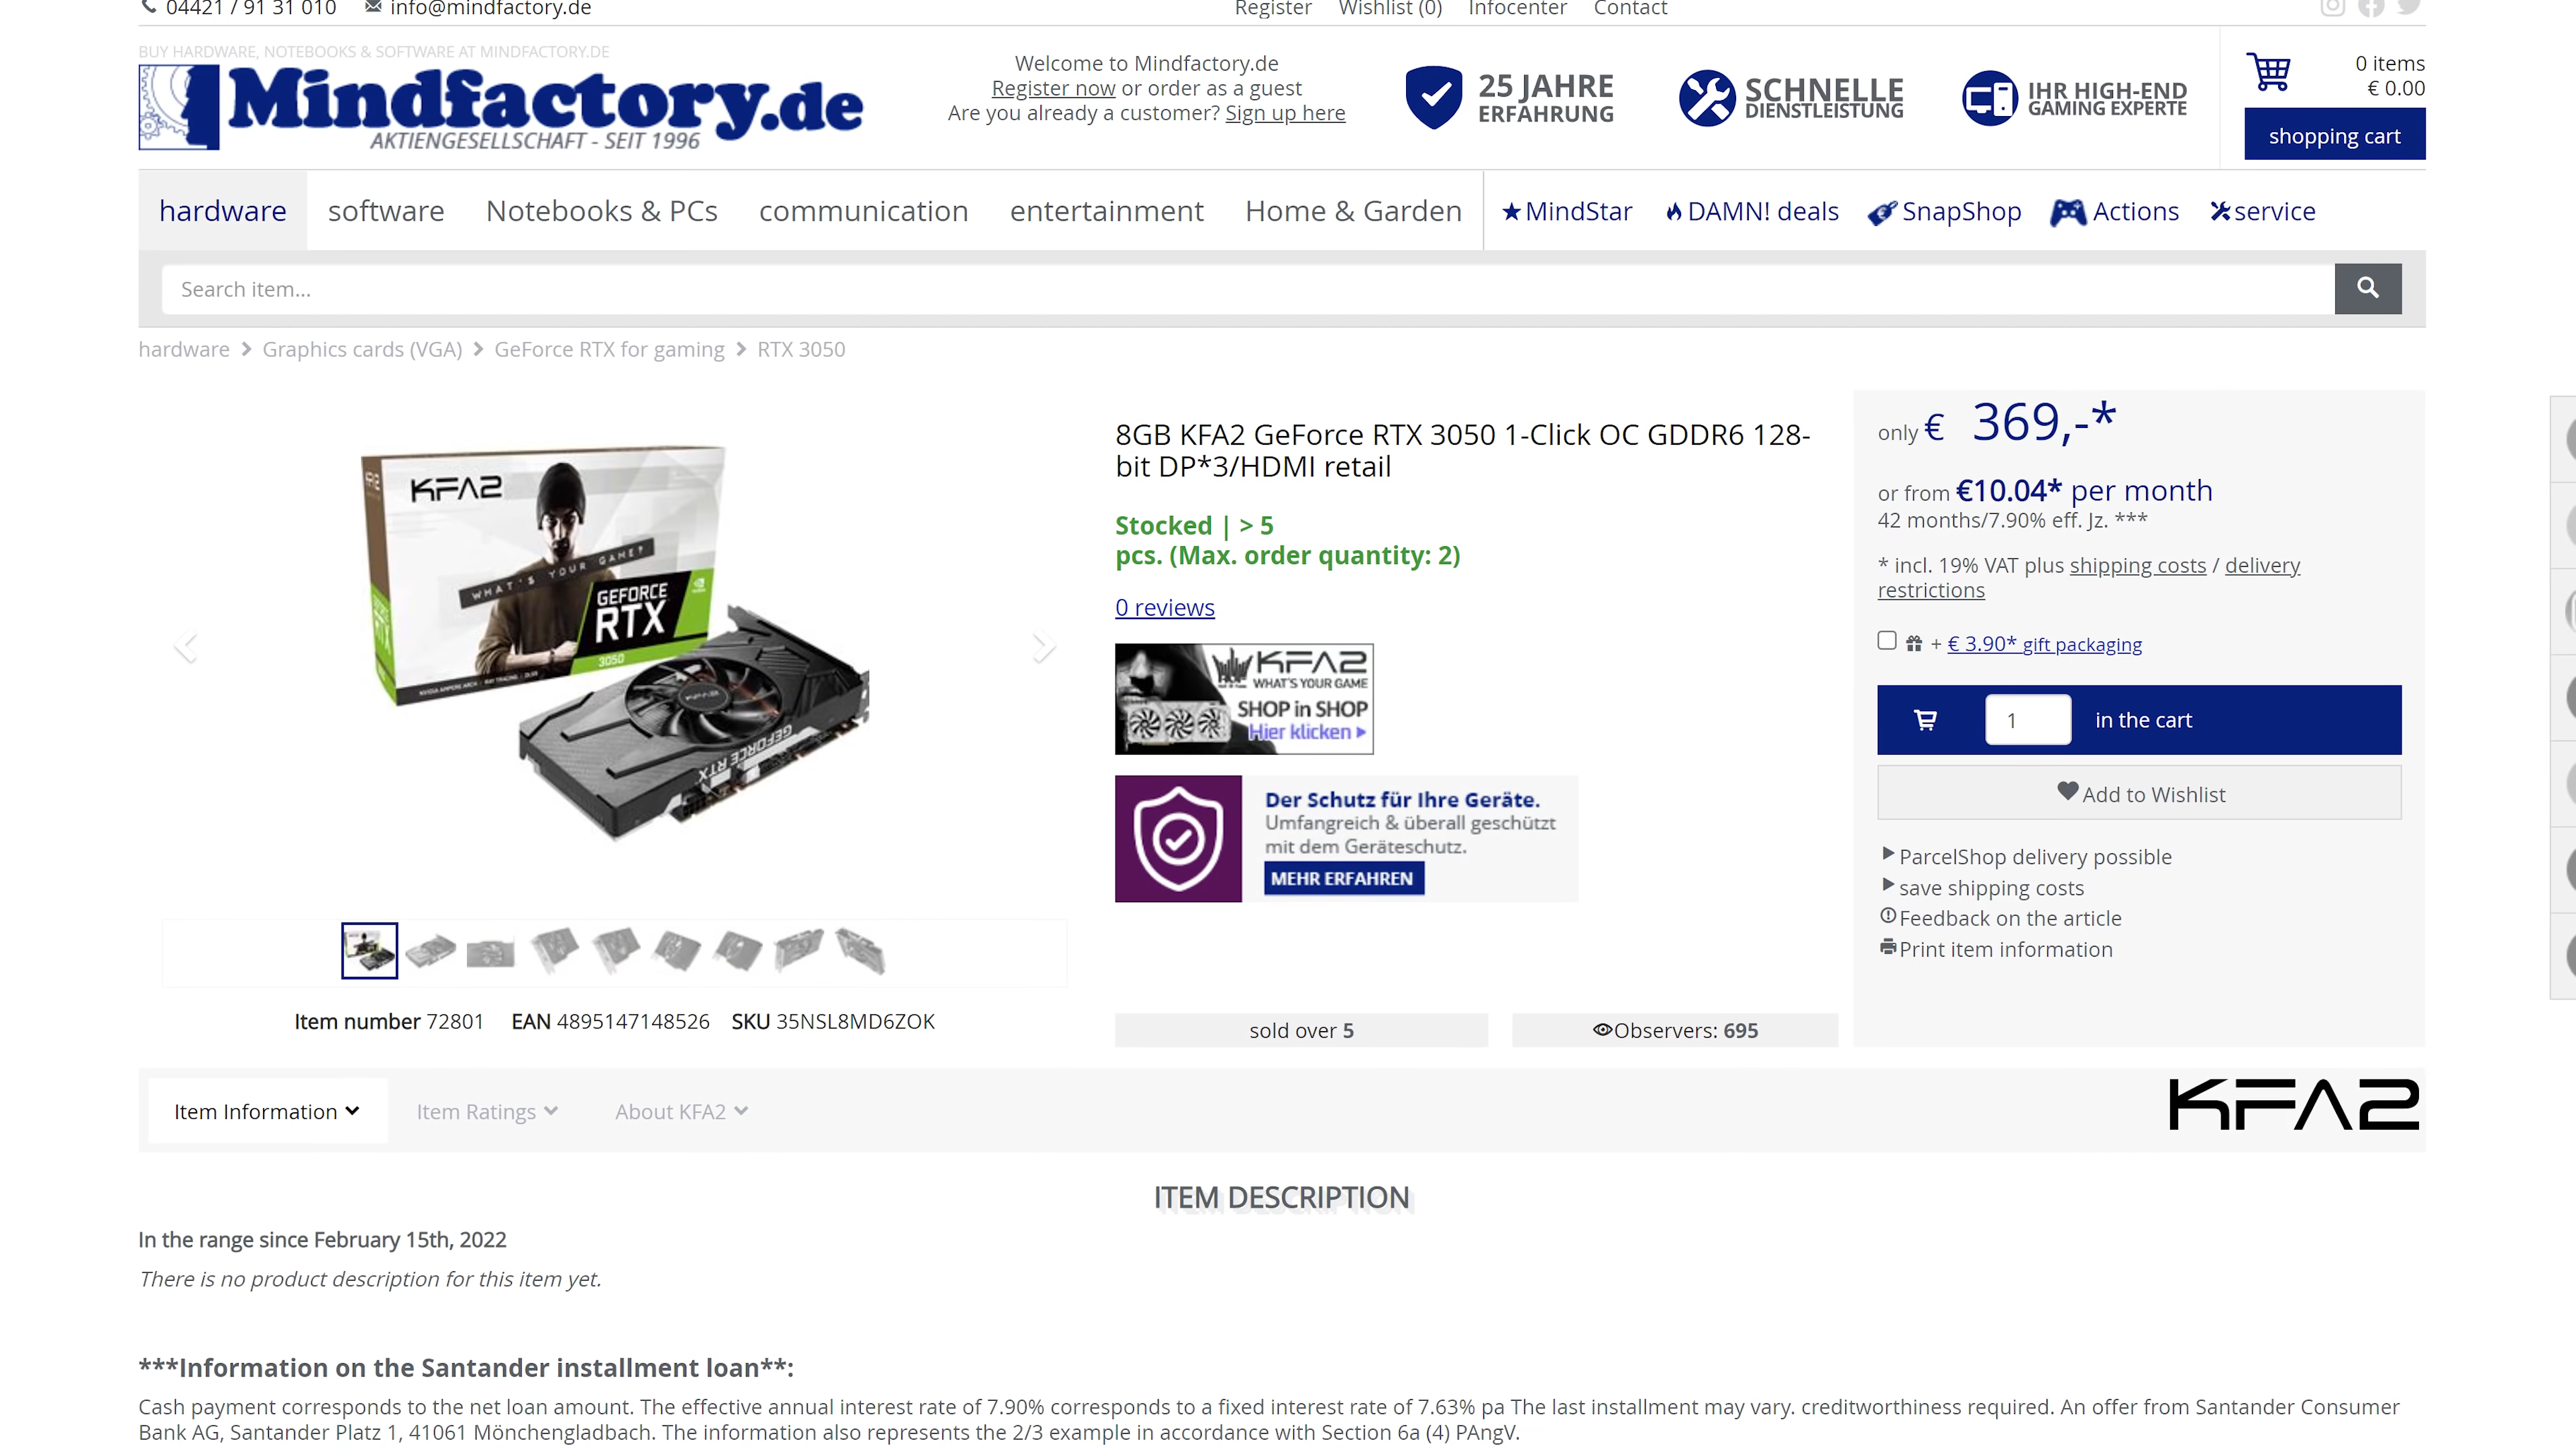 04421 / 91 31 010 info@mindfactory.de Register Wishlist (0) Infocenter Contact
BUY HARDWARE, NOTEBOOKS & SOFTWARE AT MINDFACTORY.DE
Mindfactory.de
AKTIENGESELLSCHAFT - SEIT 1996
Welcome to Mindfactory.de
Register now or order as a guest
Are you already a customer? Sign up here
25 JAHRE
ERFAHRUNG
SCHNELLE
DIENSTLEISTUNG
IHR HIGH-END
GAMING EXPERTE
0 items
€ 0.00
shopping cart
hardware software Notebooks & PCs communication entertainment Home & Garden MindStar DAMN! deals SnapShop Actions service
Search item...
hardware Graphics cards (VGA) GeForce RTX for gaming RTX 3050
KFA2
WHAT'S YOUR GAME?
GEFORCE
RTX
3050
KFA2
GEFORCE RTX
Item number 72801 EAN 4895147148526 SKU 35NSL8MD6ZOK
8GB KFA2 GeForce RTX 3050 1-Click OC GDDR6 128-
bit DP*3/HDMI retail
Stocked | > 5
pcs. (Max. order quantity: 2)
0 reviews
KFA2
WHAT'S YOUR GAME
SHOP in SHOP
Hier klicken
Der Schutz für Ihre Geräte.
Umfangreich & überall geschützt
mit dem Geräteschutz.
MEHR ERFAHREN
sold over 5 Observers: 695
only € 369,-*
or from €10.04* per month
42 months/7.90% eff. Jz. ***
* incl. 19% VAT plus shipping costs / delivery
restrictions
+ € 3.90* gift packaging
1 in the cart
Add to Wishlist
ParcelShop delivery possible
save shipping costs
Feedback on the article
Print item information
Item Information Item Ratings About KFA2 KFA2
ITEM DESCRIPTION
In the range since February 15th, 2022
There is no product description for this item yet.
***Information on the Santander installment loan**:
Cash payment corresponds to the net loan amount. The effective annual interest rate of 7.90% corresponds to a fixed interest rate of 7.63% pa The last installment may vary. creditworthiness required. An offer from Santander Consumer
Bank AG, Santander Platz 1, 41061 Mönchengladbach. The information also represents the 2/3 example in accordance with Section 6a (4) PAngV.